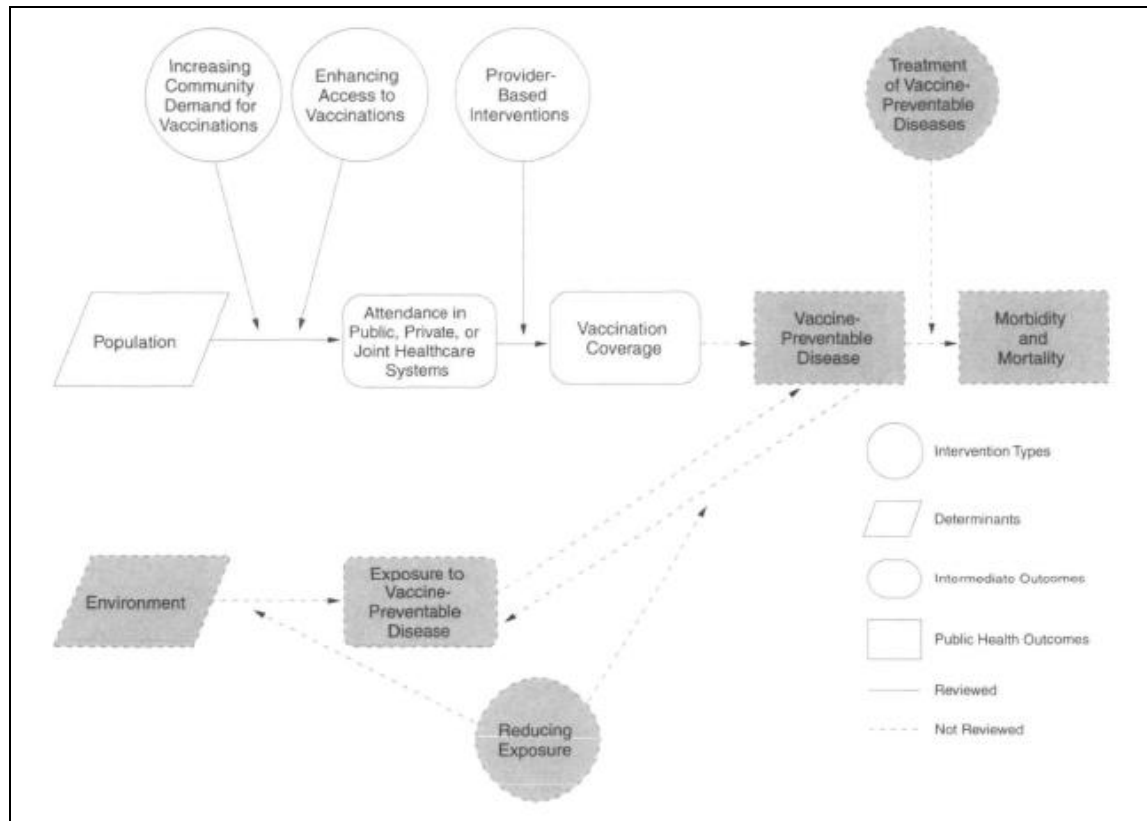 Increasing
Community
Demand for
Vaccinations
Enhancing
Access to
Vaccinations
Provider-
Based
Interventions
Treatment
of Vaccine-
Preventable
Diseases
Population
Attendance in
Public, Private, or
Joint Healthcare
Systems
Vaccination
Coverage
Vaccine-
Preventable
Disease
Morbidity
and
Mortality
Environment
Exposure to
Vaccine-
Preventable
Disease
Reducing
Exposure
Intervention Types
Determinants
Intermediate Outcomes
Public Health Outcomes
Reviewed
Not Reviewed